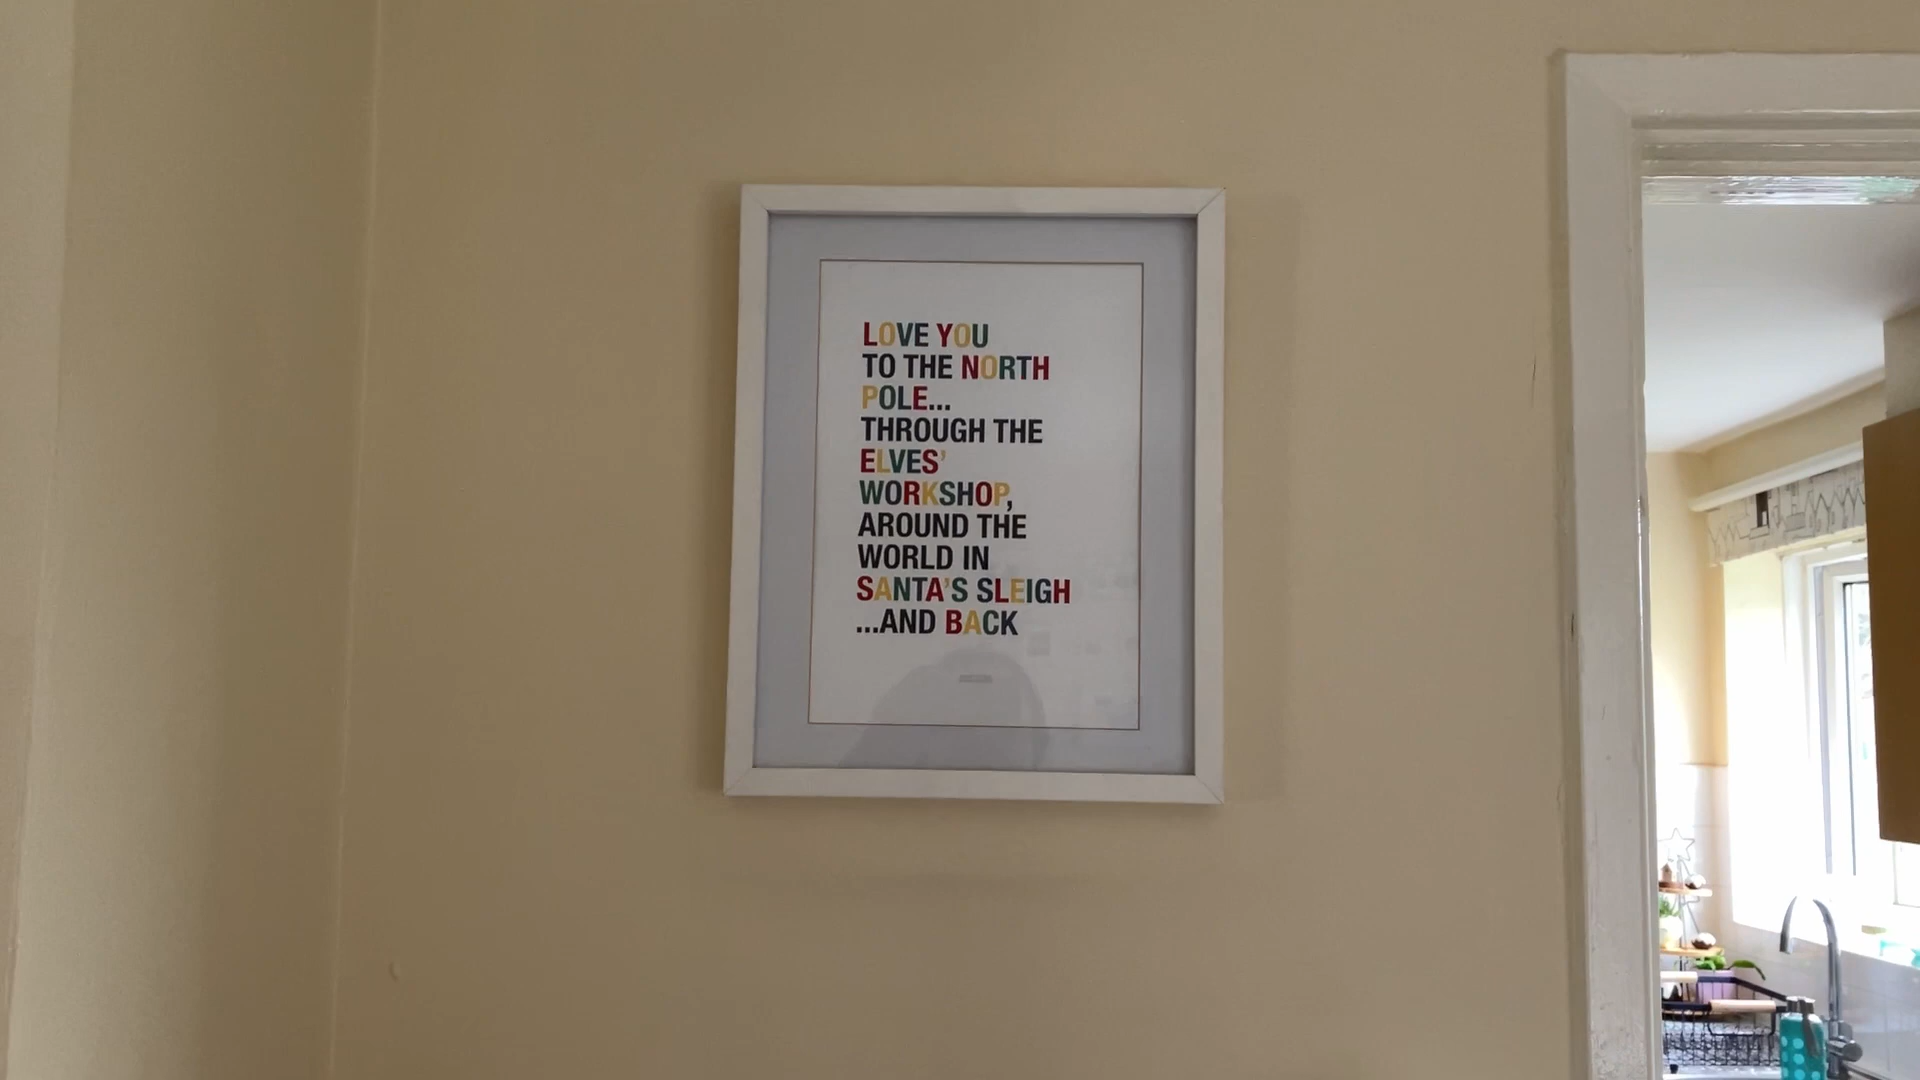 LOVE YOU
TO THE NORTH
POLE...
THROUGH THE
ELVES'
WORKSHOP,
AROUND THE
WORLD IN
SANTA'S SLEIGH
...AND BACK